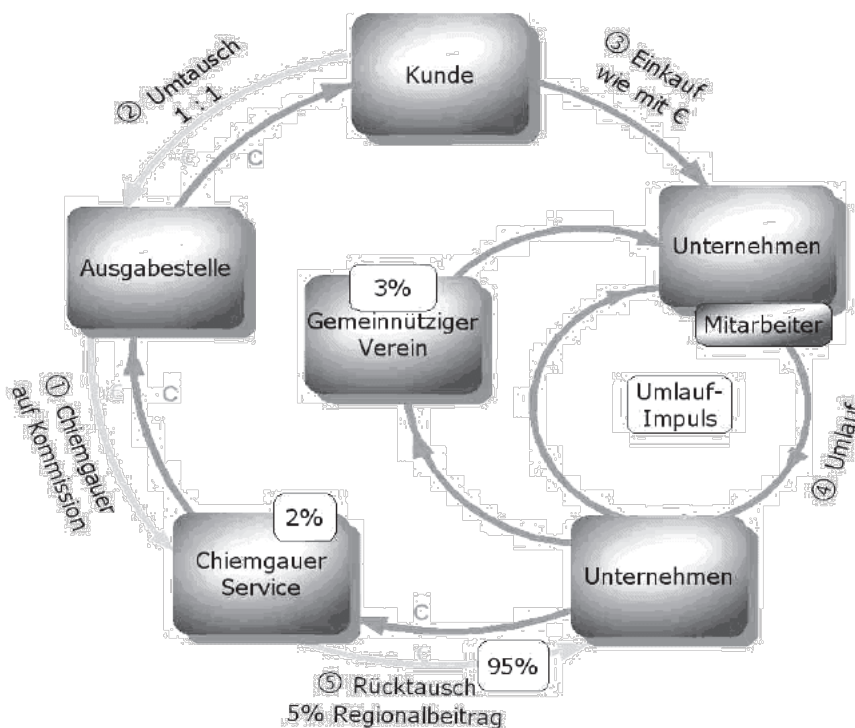 Kunde
② Umtausch
1 : 1
③ Einkauf
wie mit €
C
Ausgabestelle
Unternehmen
Mitarbeiter
3%
Gemeinnütziger
Verein
Umlauf-
Impuls
① Chiemgauer
auf Kommission
C
④ Umlauf
2%
Chiemgauer
Service
Unternehmen
C
95%
⑤ Rücktausch
5% Regionalbeitrag